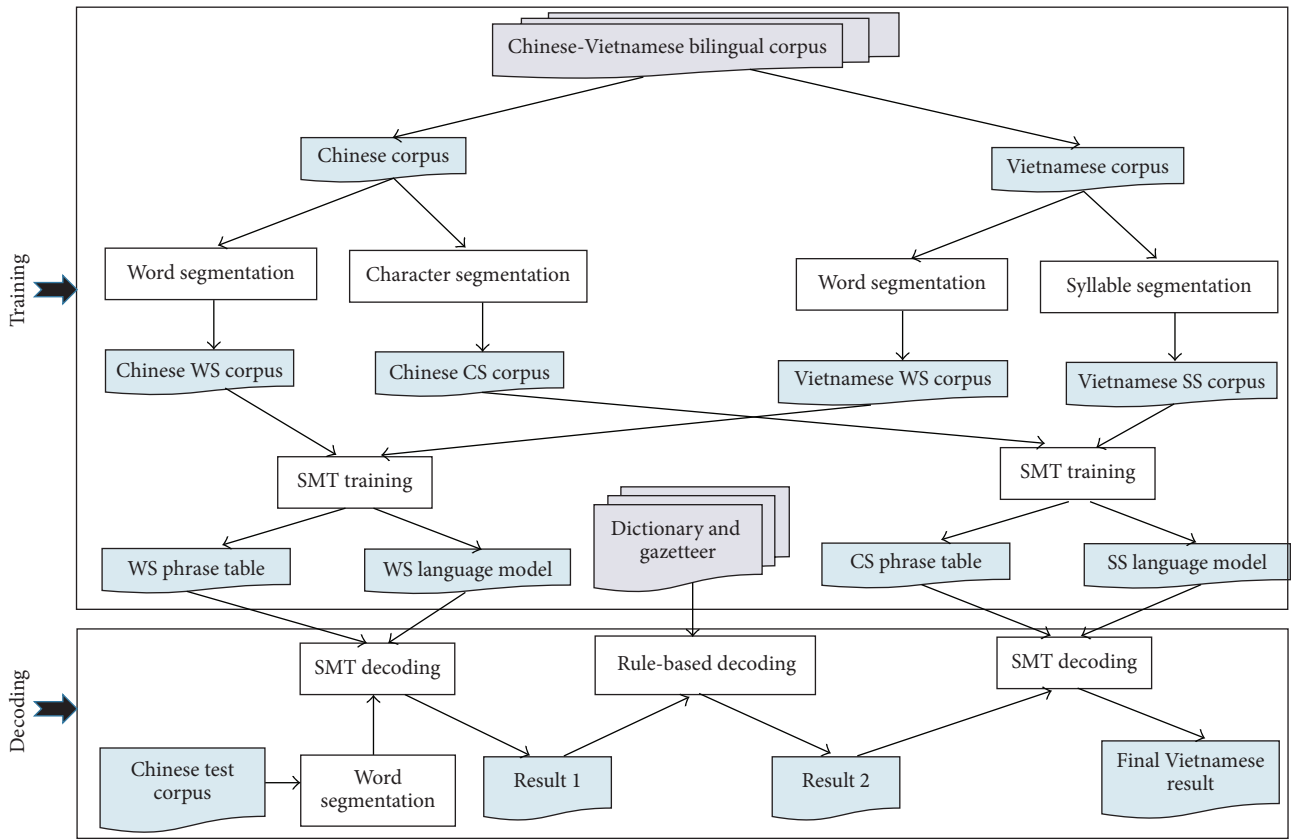 Chinese-Vietnamese bilingual corpus
Chinese corpus
Vietnamese corpus
Training
Word segmentation
Character segmentation
Word segmentation
Syllable segmentation
Chinese WS corpus
Chinese CS corpus
Vietnamese WS corpus
Vietnamese SS corpus
SMT training
SMT training
Dictionary and
gazetteer
WS phrase table
WS language model
CS phrase table
SS language model
Decoding
SMT decoding
Rule-based decoding
SMT decoding
Chinese test
corpus
Word
segmentation
Result 1
Result 2
Final Vietnamese
result